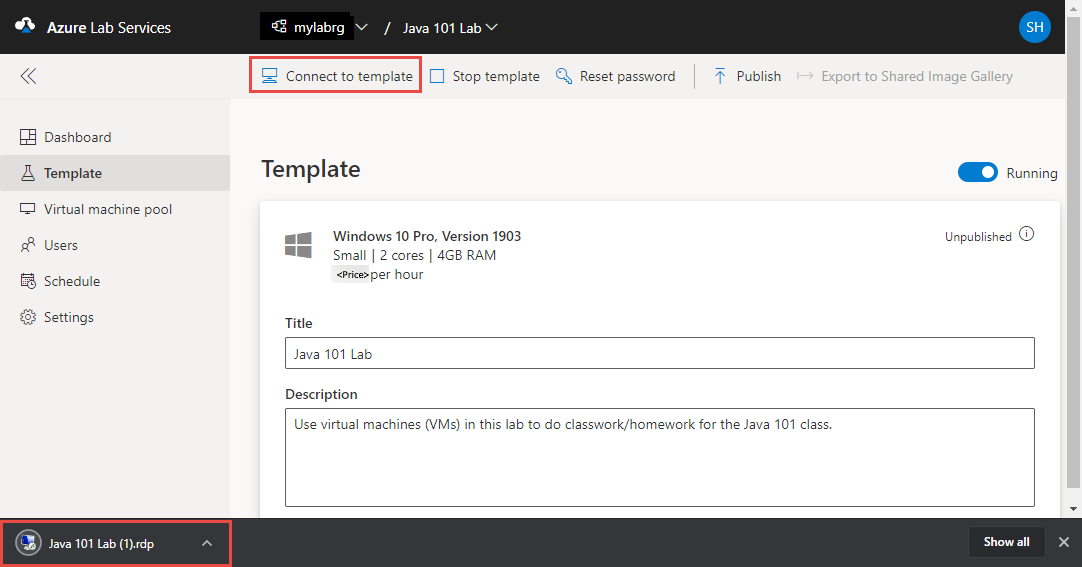 Azure Lab Services
mylabrg / Java 101 Lab
SH
Connect to template Stop template Reset password Publish Export to Shared Image Gallery
Dashboard
Template
Virtual machine pool
Users
Schedule
Settings
Template
Running
Windows 10 Pro, Version 1903
Unpublished
Small | 2 cores | 4GB RAM
<Price> per hour
Title
Java 101 Lab
Description
Use virtual machines (VMs) in this lab to do classwork/homework for the Java 101 class.
Java 101 Lab (1).rdp
Show all